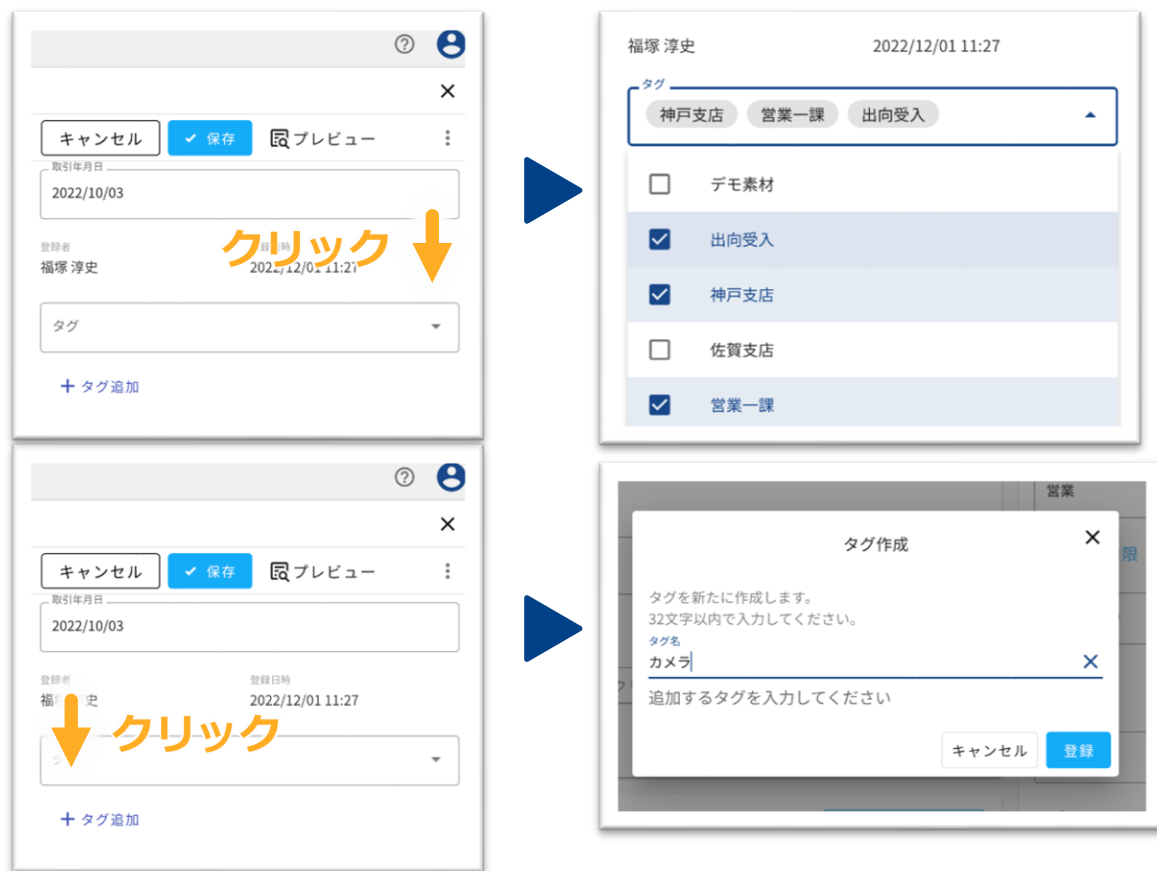 キャンセル
保存
プレビュー
取引年月日
2022/10/03
登録者
福塚 淳史
2022/12/01 11:27
クリック
タグ
+ タグ追加
福塚 淳史
2022/12/01 11:27
タグ
神戸支店
営業一課
出向受入
デモ素材
出向受入
神戸支店
佐賀支店
営業一課
キャンセル
保存
プレビュー
取引年月日
2022/10/03
登録者
登録日時
2022/12/01 11:27
クリック
+ タグ追加
営業
限
タグ作成
タグを新たに作成します。
32文字以内で入力してください。
タグ名
カメラ
追加するタグを入力してください
キャンセル
登録